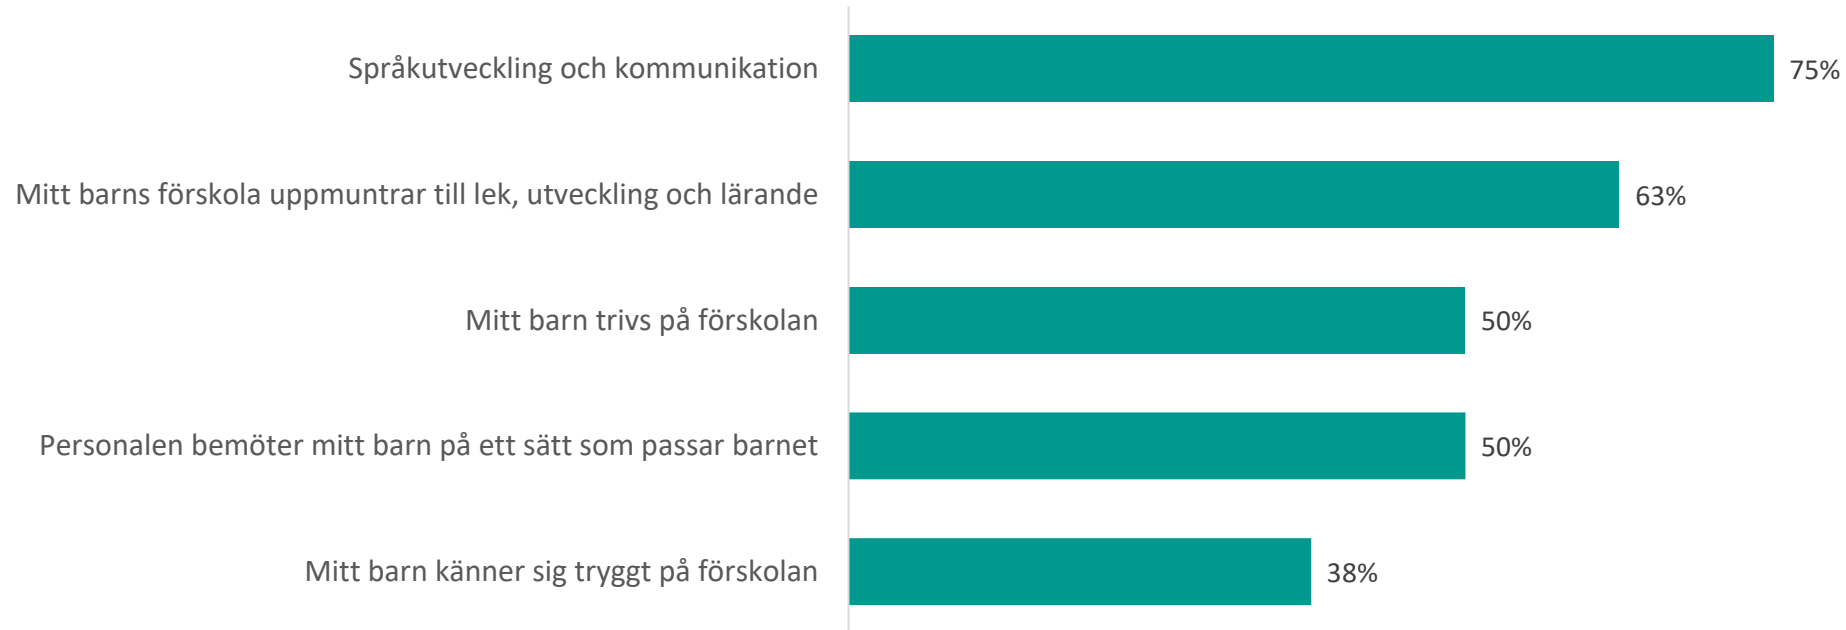 Språkutveckling och kommunikation 75%
Mitt barns förskola uppmuntrar till lek, utveckling och lärande 63%
Mitt barn trivs på förskolan 50%
Personalen bemöter mitt barn på ett sätt som passar barnet 50%
Mitt barn känner sig tryggt på förskolan 38%